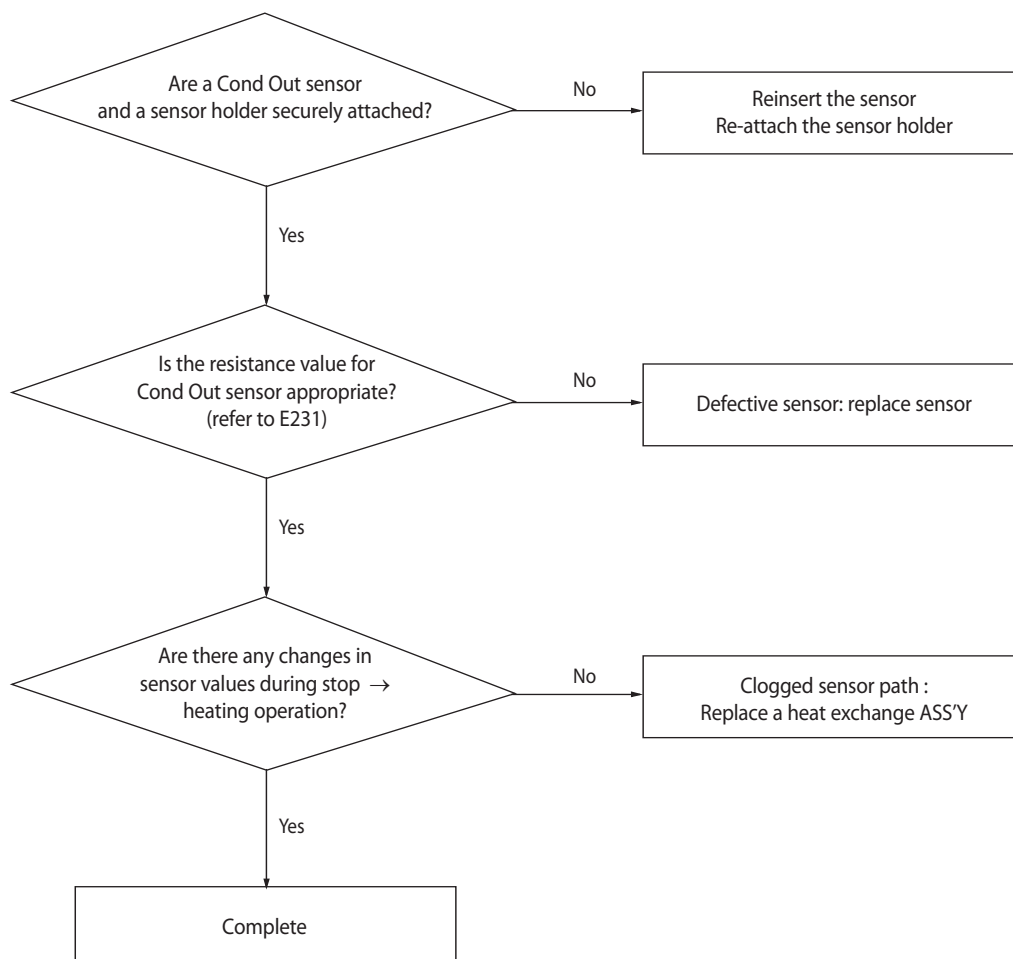 Are a Cond Out sensor
and a sensor holder securely attached?
No
Reinsert the sensor
Re-attach the sensor holder
Yes
Is the resistance value for
Cond Out sensor appropriate?
(refer to E231)
No
Defective sensor: replace sensor
Yes
Are there any changes in
sensor values during stop →
heating operation?
No
Clogged sensor path :
Replace a heat exchange ASS'Y
Yes
Complete